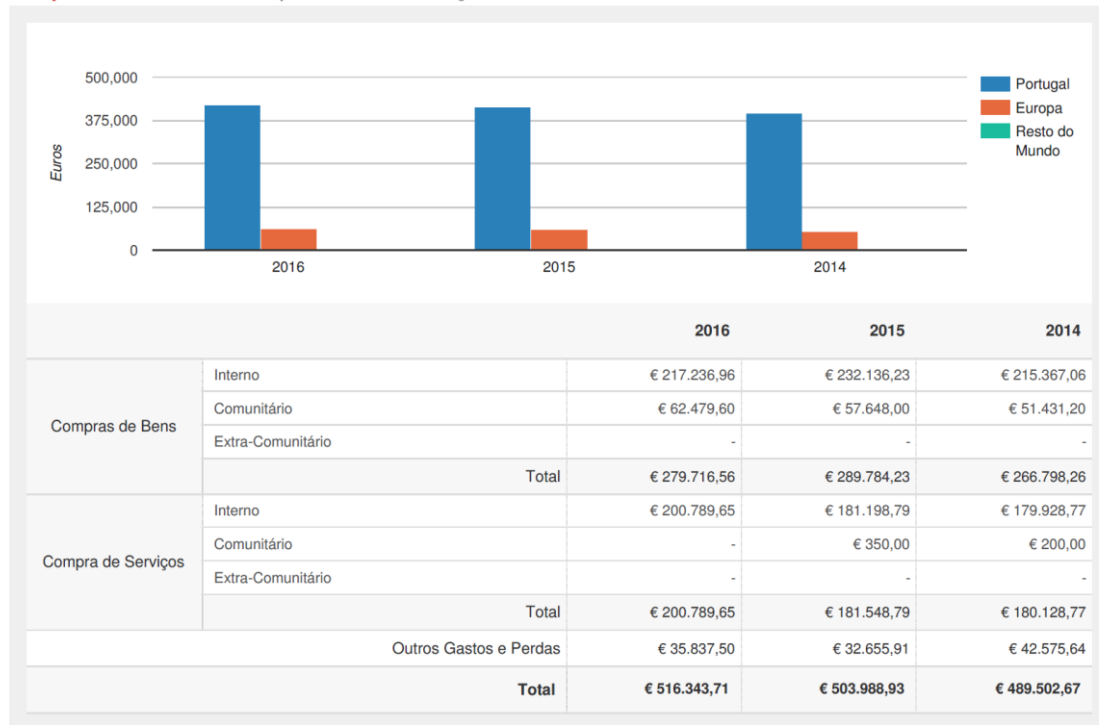 500,000
375,000
250,000
125,000
0
Euros
2016 2015 2014
Portugal
Europa
Resto do
Mundo
2016 2015 2014
Compras de Bens
Interno € 217.236,96 € 232.136,23 € 215.367,06
Comunitário € 62.479,60 € 57.648,00 € 51.431,20
Extra-Comunitário - - -
Total € 279.716,56 € 289.784,23 € 266.798,26
Compra de Serviços
Interno € 200.789,65 € 181.198,79 € 179.928,77
Comunitário - € 350,00 € 200,00
Extra-Comunitário - - -
Total € 200.789,65 € 181.548,79 € 180.128,77
Outros Gastos e Perdas € 35.837,50 € 32.655,91 € 42.575,64
Total € 516.343,71 € 503.988,93 € 489.502,67